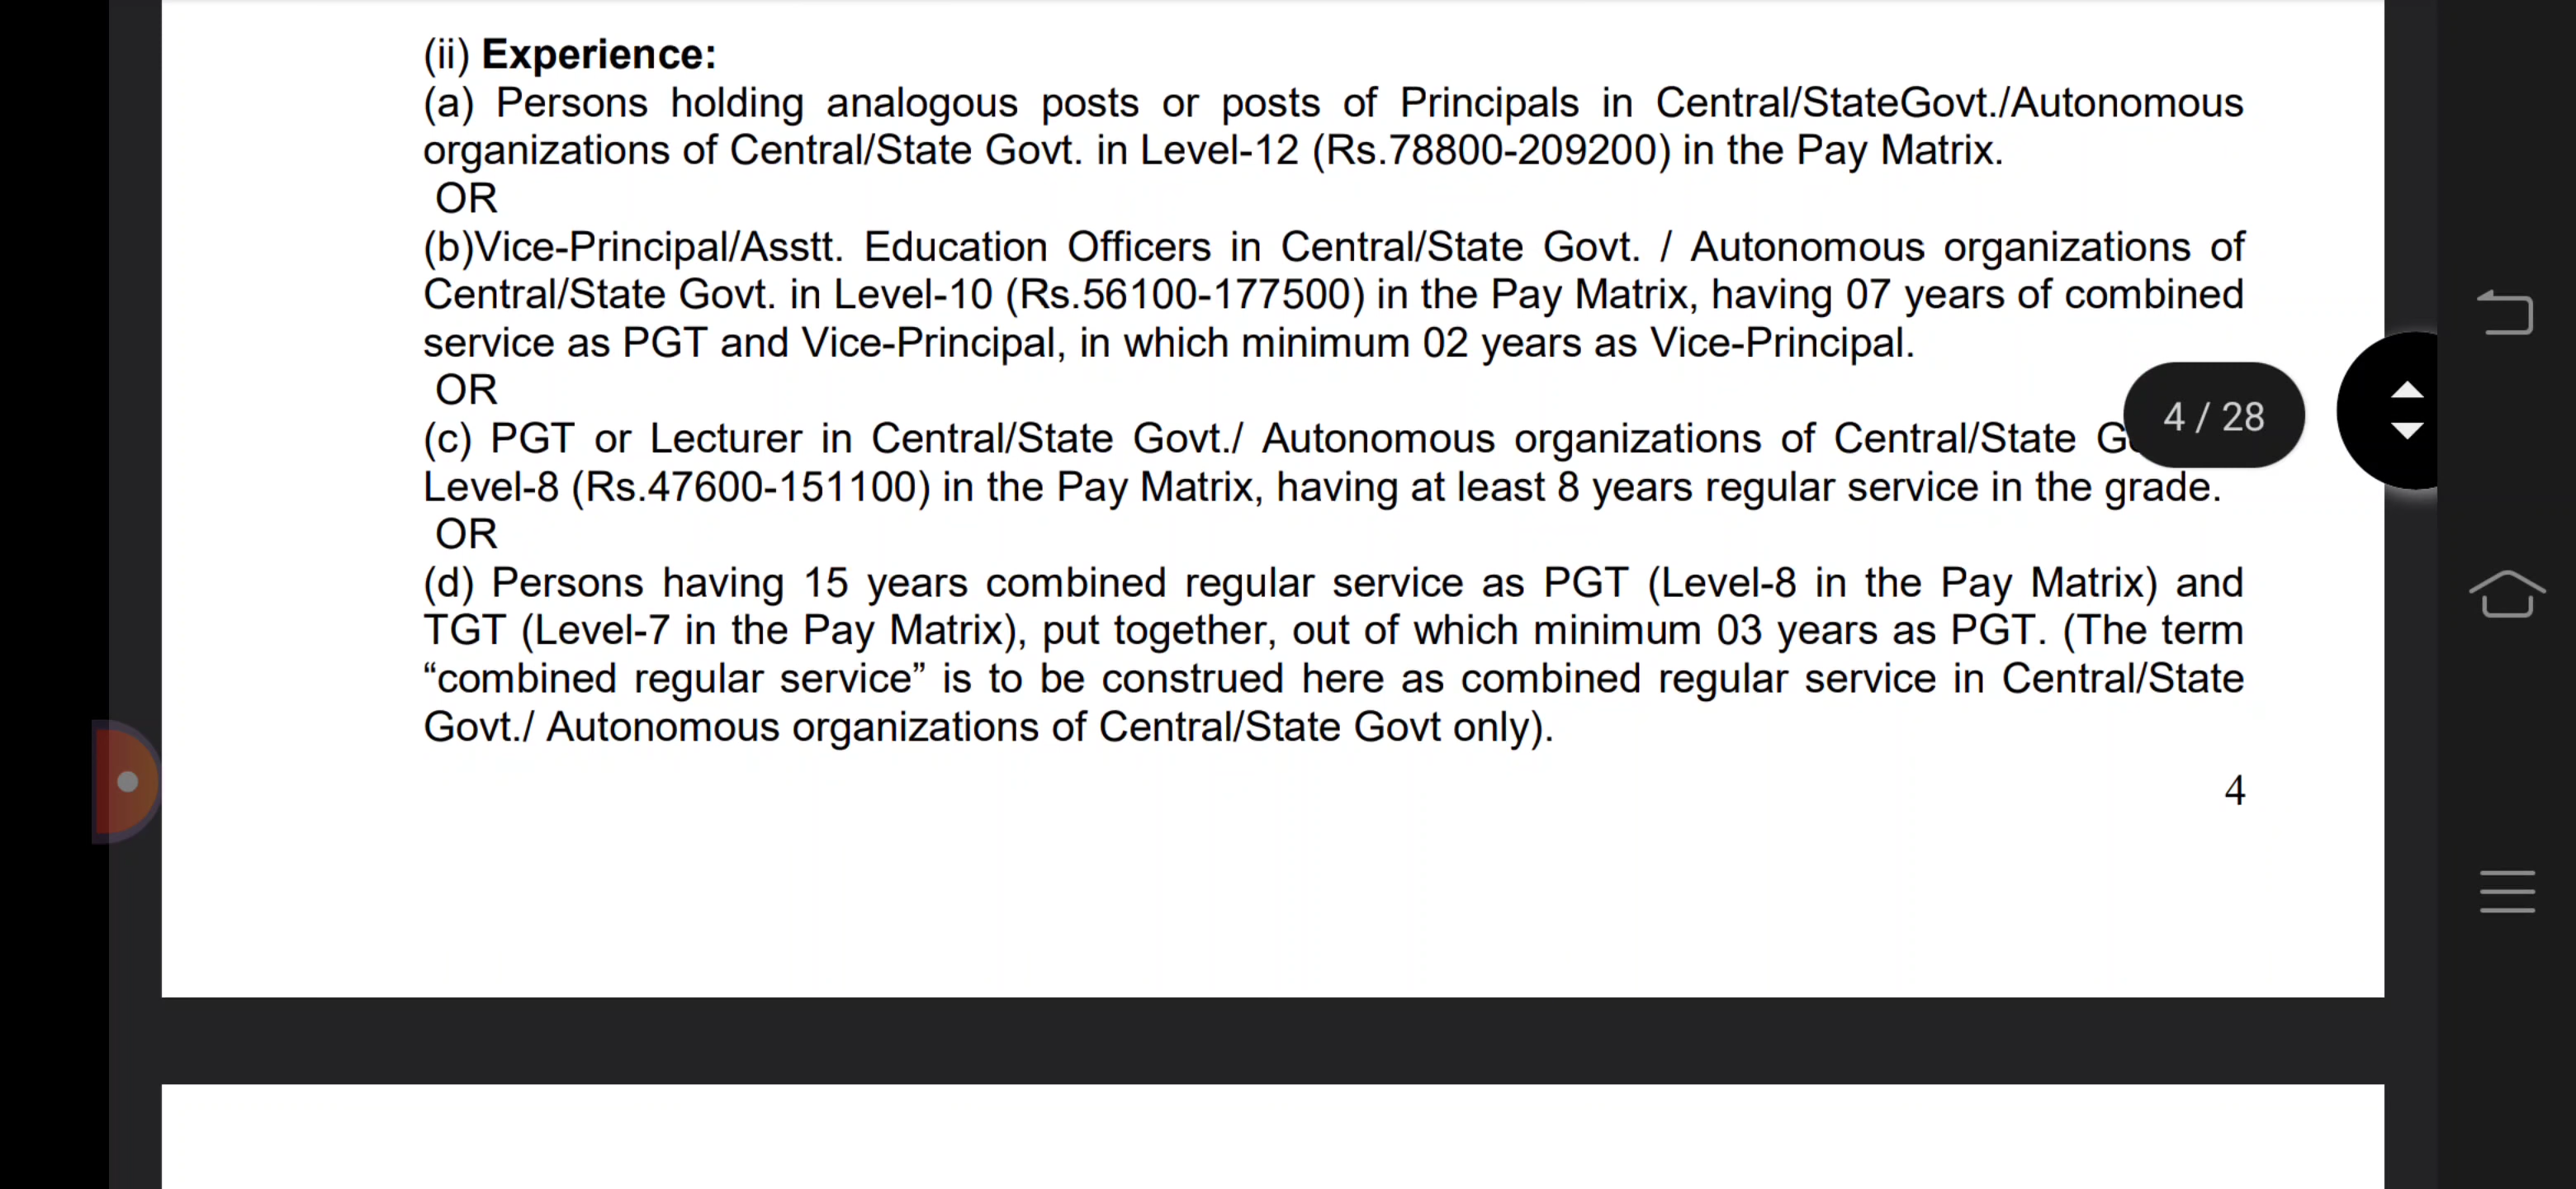 (ii) Experience:
(a) Persons holding analogous posts or posts of Principals in Central/StateGovt./Autonomous
organizations of Central/State Govt. in Level-12 (Rs.78800-209200) in the Pay Matrix.
OR
(b)Vice-Principal/Asstt. Education Officers in Central/State Govt. / Autonomous organizations of
Central/State Govt. in Level-10 (Rs.56100-177500) in the Pay Matrix, having 07 years of combined
service as PGT and Vice-Principal, in which minimum 02 years as Vice-Principal.
OR
(c) PGT or Lecturer in Central/State Govt./ Autonomous organizations of Central/State
4 / 28
Level-8 (Rs.47600-151100) in the Pay Matrix, having at least 8 years regular service in the grade.
OR
(d) Persons having 15 years combined regular service as PGT (Level-8 in the Pay Matrix) and
TGT (Level-7 in the Pay Matrix), put together, out of which minimum 03 years as PGT. (The term
“combined regular service” is to be construed here as combined regular service in Central/State
Govt./ Autonomous organizations of Central/State Govt only).
4